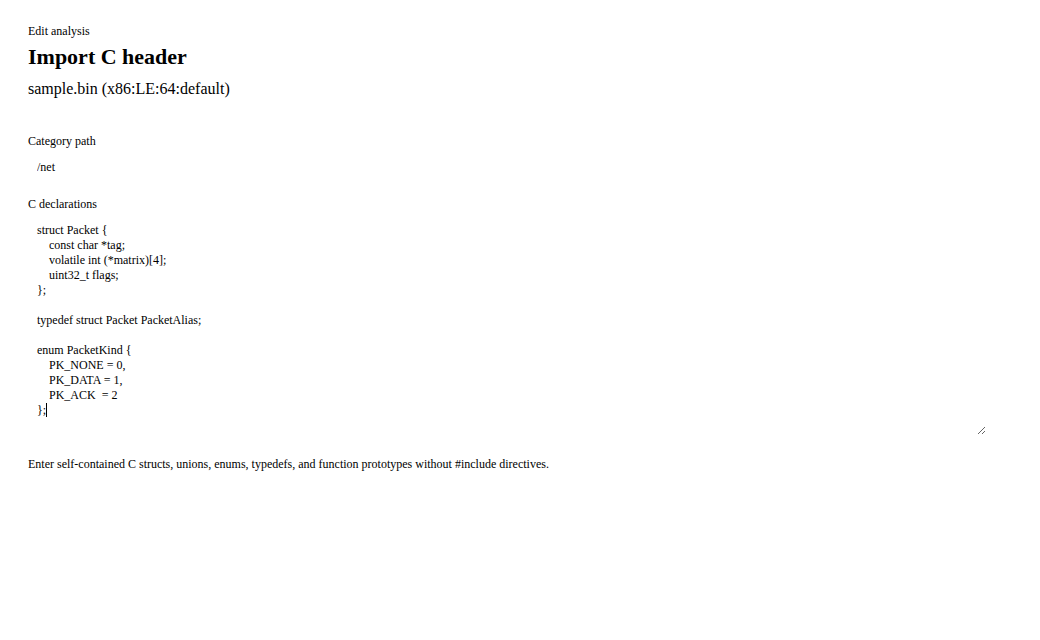 Edit analysis
Import C header
sample.bin (x86:LE:64:default)
Category path
/net
C declarations
struct Packet {
    const char *tag;
    volatile int (*matrix)[4];
    uint32_t flags;
};

typedef struct Packet PacketAlias;

enum PacketKind {
    PK_NONE = 0,
    PK_DATA = 1,
    PK_ACK  = 2
};
Enter self-contained C structs, unions, enums, typedefs, and function prototypes without #include directives.